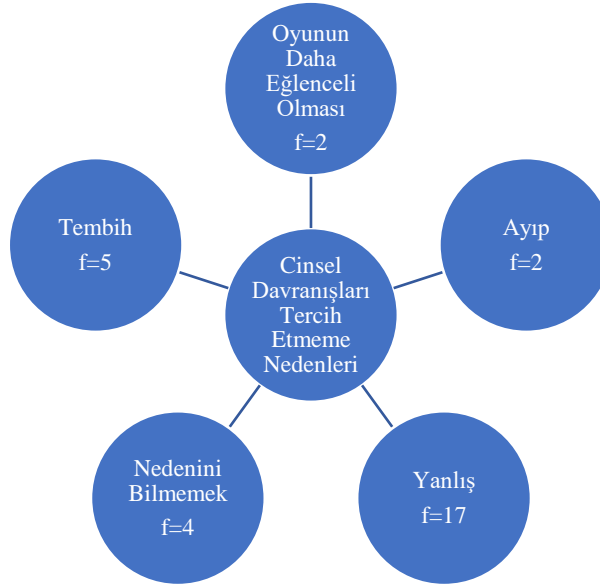 Oyunun
Daha
Eğlenceli
Olması
f=2
Tembih
f=5
Ayıp
f=2
Cinsel
Davranışları
Tercih
Etmeme
Nedenleri
Nedenini
Bilmemek
f=4
Yanlış
f=17